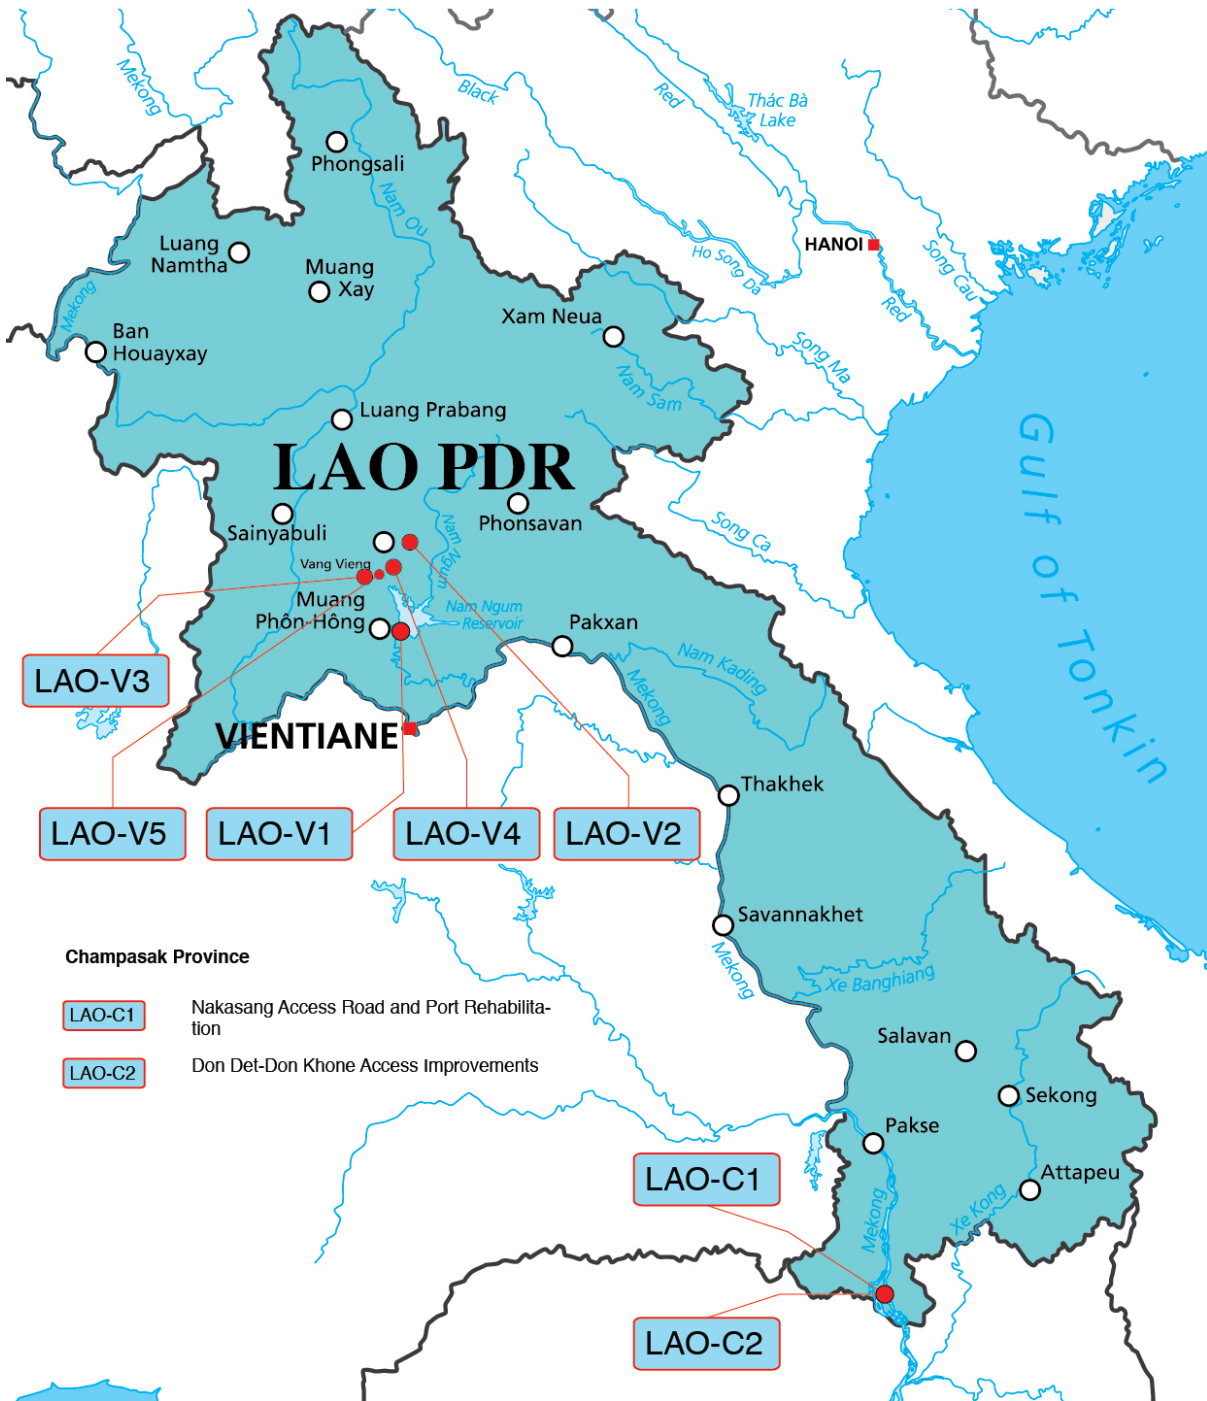 Mekong
Black
Red
Thác Bà
Lake
Phongsali
Nam Ou
Luang
Namtha
Muang
Xay
HANOI
Ho Song Da
Song Cau
Red
Mekong
Ban
Houayxay
Xam Neua
Song Ma
Nam Sam
Luang Prabang
LAO PDR
Gulf of Tonkin
Sainyabuli
Phonsavan
Nam Ngum
Song Ca
Vang Vieng
Muang
Phôn-Hông
Nam Ngum
Reservoir
Pakxan
Nam Kading
Mekong
LAO-V3
VIENTIANE
Thakhek
LAO-V5
LAO-V1
LAO-V4
LAO-V2
Savannakhet
Mekong
Xe Banghiang
Champasak Province
LAO-C1
Nakasang Access Road and Port Rehabilita-
tion
LAO-C2
Don Det-Don Khone Access Improvements
Salavan
Sekong
Pakse
Attapeu
LAO-C1
Mekong
Xe Kong
LAO-C2